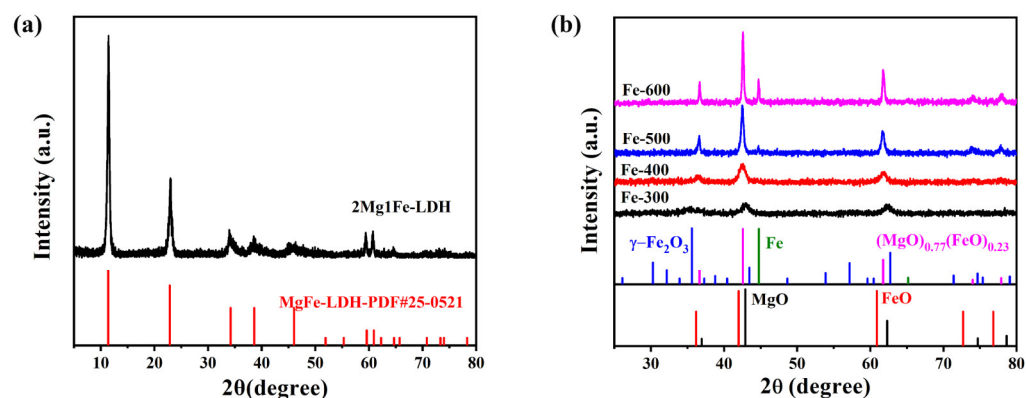 (a)
Intensity (a.u.)
2Mg1Fe-LDH
MgFe-LDH-PDF#25-0521
10 20 30 40 50 60 70 80
2θ(degree)
(b)
Intensity (a.u.)
Fe-600
Fe-500
Fe-400
Fe-300
γ−Fe₂O₃ Fe (MgO)₀.₇₇(FeO)₀.₂₃
MgO FeO
30 40 50 60 70 80
2θ (degree)